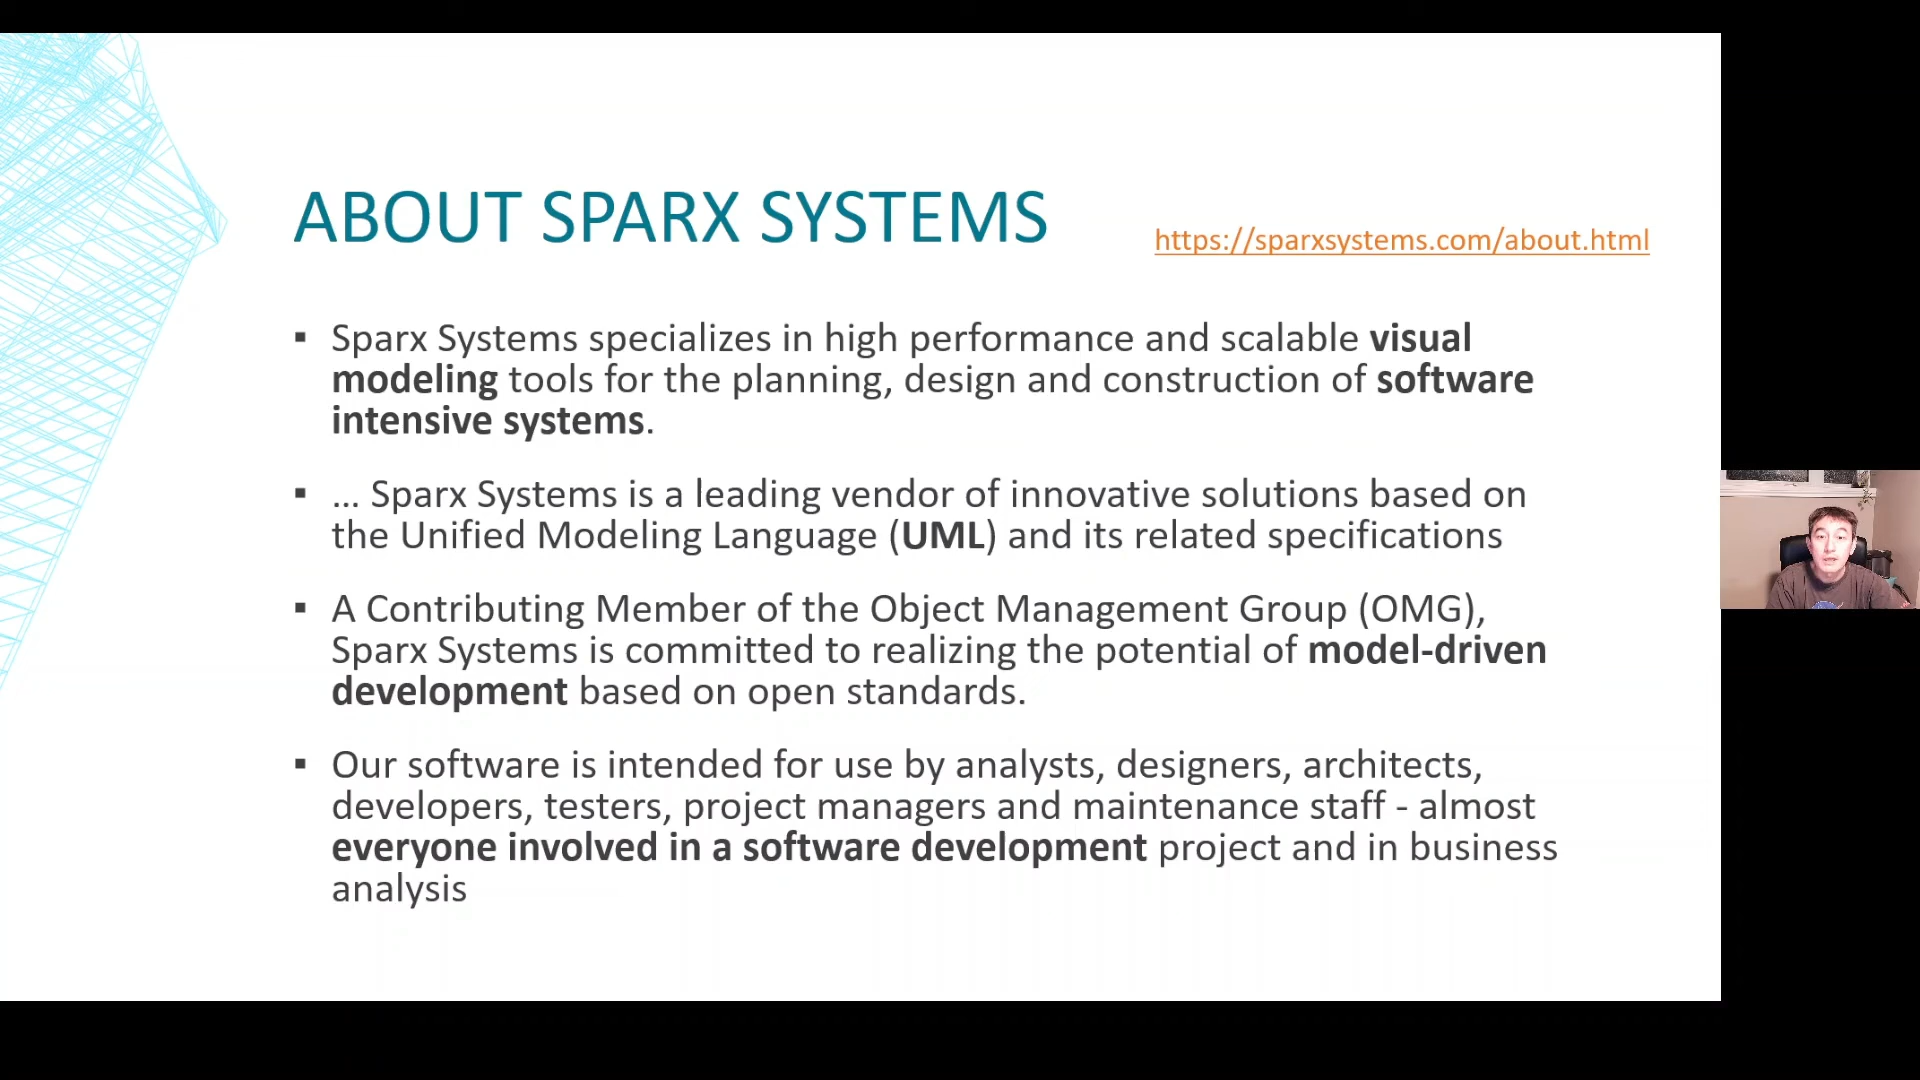 ABOUT SPARX SYSTEMS
https://sparxsystems.com/about.html
▪ Sparx Systems specializes in high performance and scalable visual
modeling tools for the planning, design and construction of software
intensive systems.
▪ ... Sparx Systems is a leading vendor of innovative solutions based on
the Unified Modeling Language (UML) and its related specifications
▪ A Contributing Member of the Object Management Group (OMG),
Sparx Systems is committed to realizing the potential of model-driven
development based on open standards.
▪ Our software is intended for use by analysts, designers, architects,
developers, testers, project managers and maintenance staff - almost
everyone involved in a software development project and in business
analysis